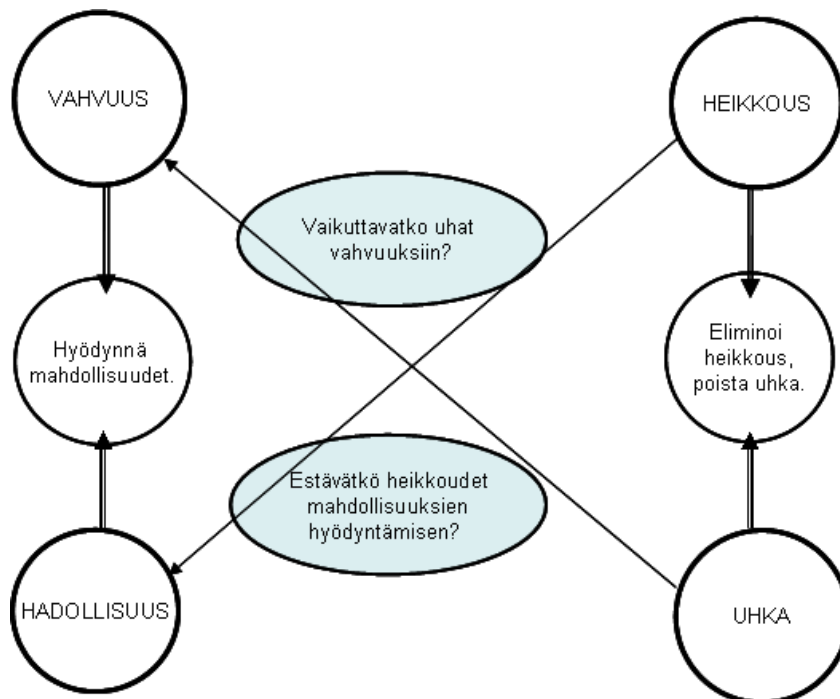 VAHVUUS
HEIKKOUS
Vaikuttavatko uhat
vahvuuksiin?
Hyödynnä
mahdollisuudet.
Eliminoi
heikkous,
poista uhka.
Estävätkö heikkoudet
mahdollisuuksien
hyödyntämisen?
HADOLLISUUS
UHKA